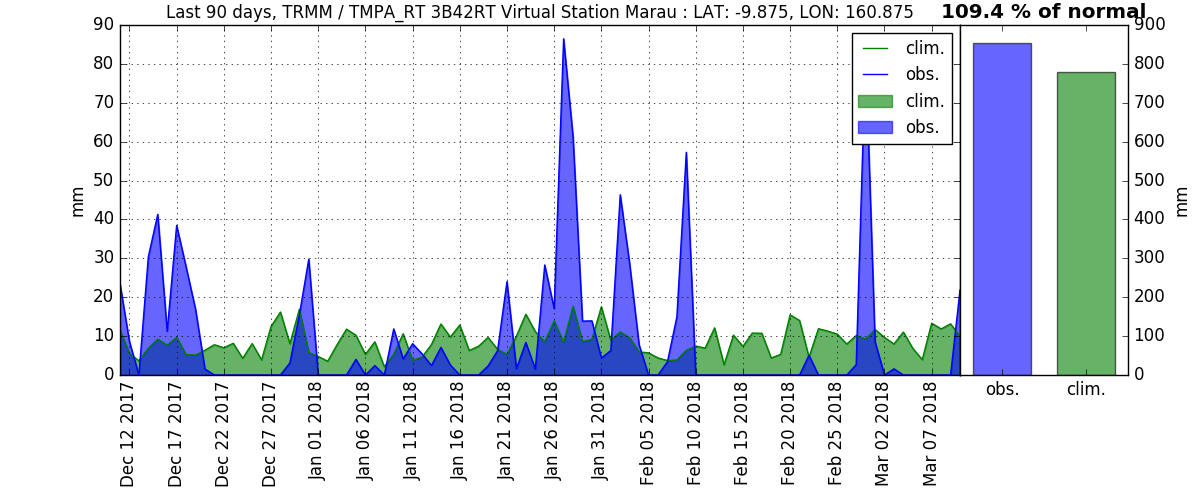 Last 90 days, TRMM / TMPA_RT 3B42RT Virtual Station Marau : LAT: -9.875, LON: 160.875
109.4 % of normal
90
80
70
60
50
40
30
20
10
0
mm
clim.
obs.
clim.
obs.
Dec 12 2017
Dec 17 2017
Dec 22 2017
Dec 27 2017
Jan 01 2018
Jan 06 2018
Jan 11 2018
Jan 16 2018
Jan 21 2018
Jan 26 2018
Jan 31 2018
Feb 05 2018
Feb 10 2018
Feb 15 2018
Feb 20 2018
Feb 25 2018
Mar 02 2018
Mar 07 2018
900
800
700
600
500
400
300
200
100
0
mm
obs.
clim.